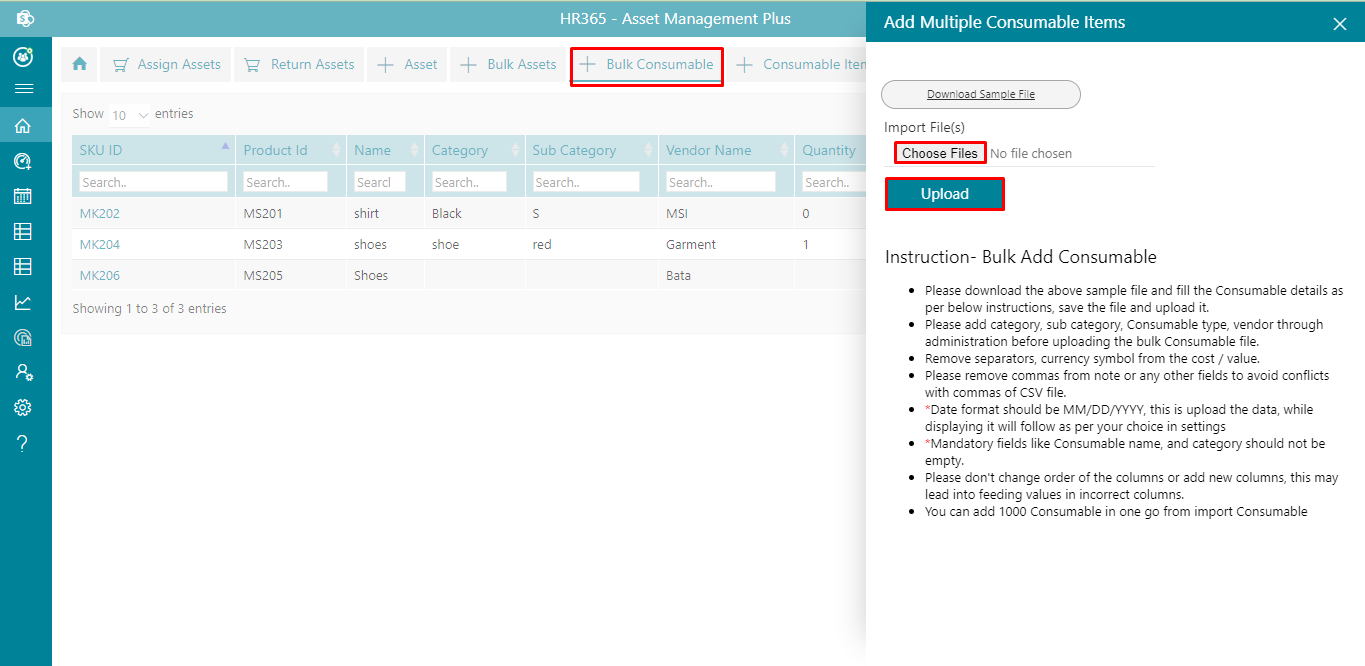 HR365 - Asset Management Plus
Add Multiple Consumable Items
Assign Assets
Return Assets
Asset
Bulk Assets
Bulk Consumable
Consumable Iten
Show 10 entries
SKU ID Product Id Name Category Sub Category Vendor Name Quantity
Search.. Search.. Searcl Search.. Search.. Search.. Search..
MK202 MS201 shirt Black S MSI 0
MK204 MS203 shoes shoe red Garment 1
MK206 MS205 Shoes Bata
Showing 1 to 3 of 3 entries
Download Sample File
Import File(s)
Choose Files No file chosen
Upload
Instruction- Bulk Add Consumable
Please download the above sample file and fill the Consumable details as
per below instructions, save the file and upload it.
Please add category, sub category, Consumable type, vendor through
administration before uploading the bulk Consumable file.
Remove separators, currency symbol from the cost / value.
Please remove commas from note or any other fields to avoid conflicts
with commas of CSV file.
*Date format should be MM/DD/YYYY, this is upload the data, while
displaying it will follow as per your choice in settings
*Mandatory fields like Consumable name, and category should not be
empty.
Please don't change order of the columns or add new columns, this may
lead into feeding values in incorrect columns.
You can add 1000 Consumable in one go from import Consumable